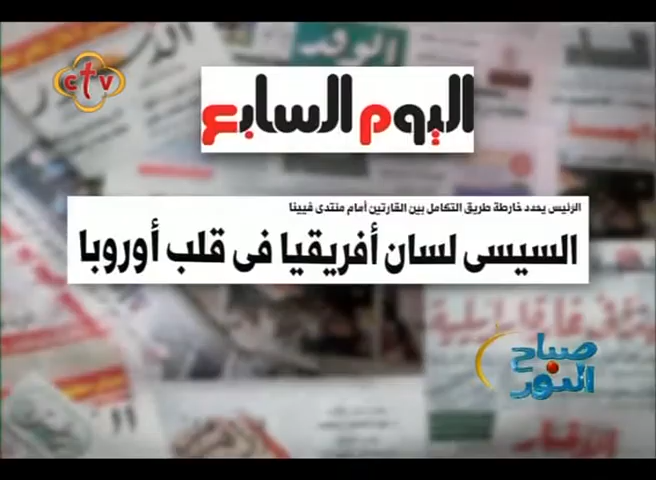 ctv
اليوم السابع
الرئيس يحدد خارطة طريق التكامل بين القارتين أمام منتدى فيينا
السيسى لسان أفريقيا فى قلب أوروبا
صباح
النور
الوفد